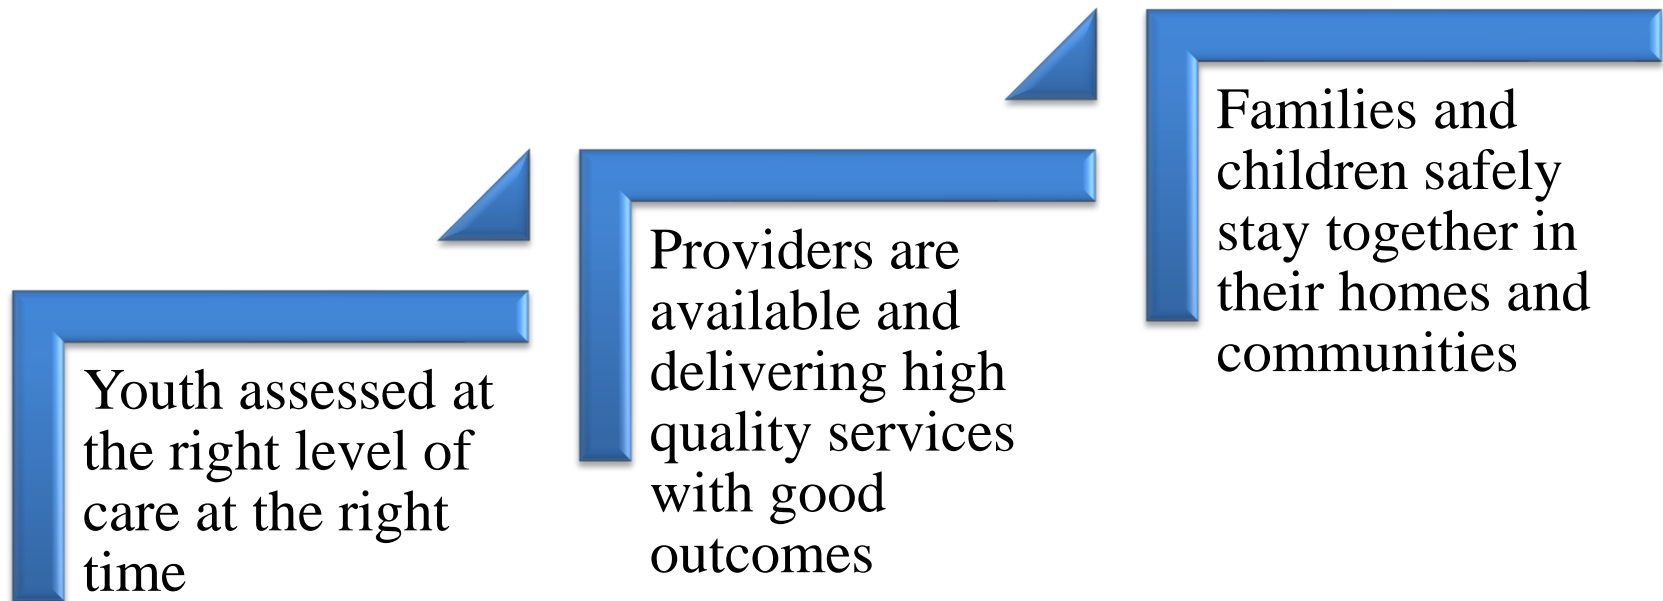 Youth assessed at
the right level of
care at the right
time
Providers are
available and
delivering high
quality services
with good
outcomes
Families and
children safely
stay together in
their homes and
communities